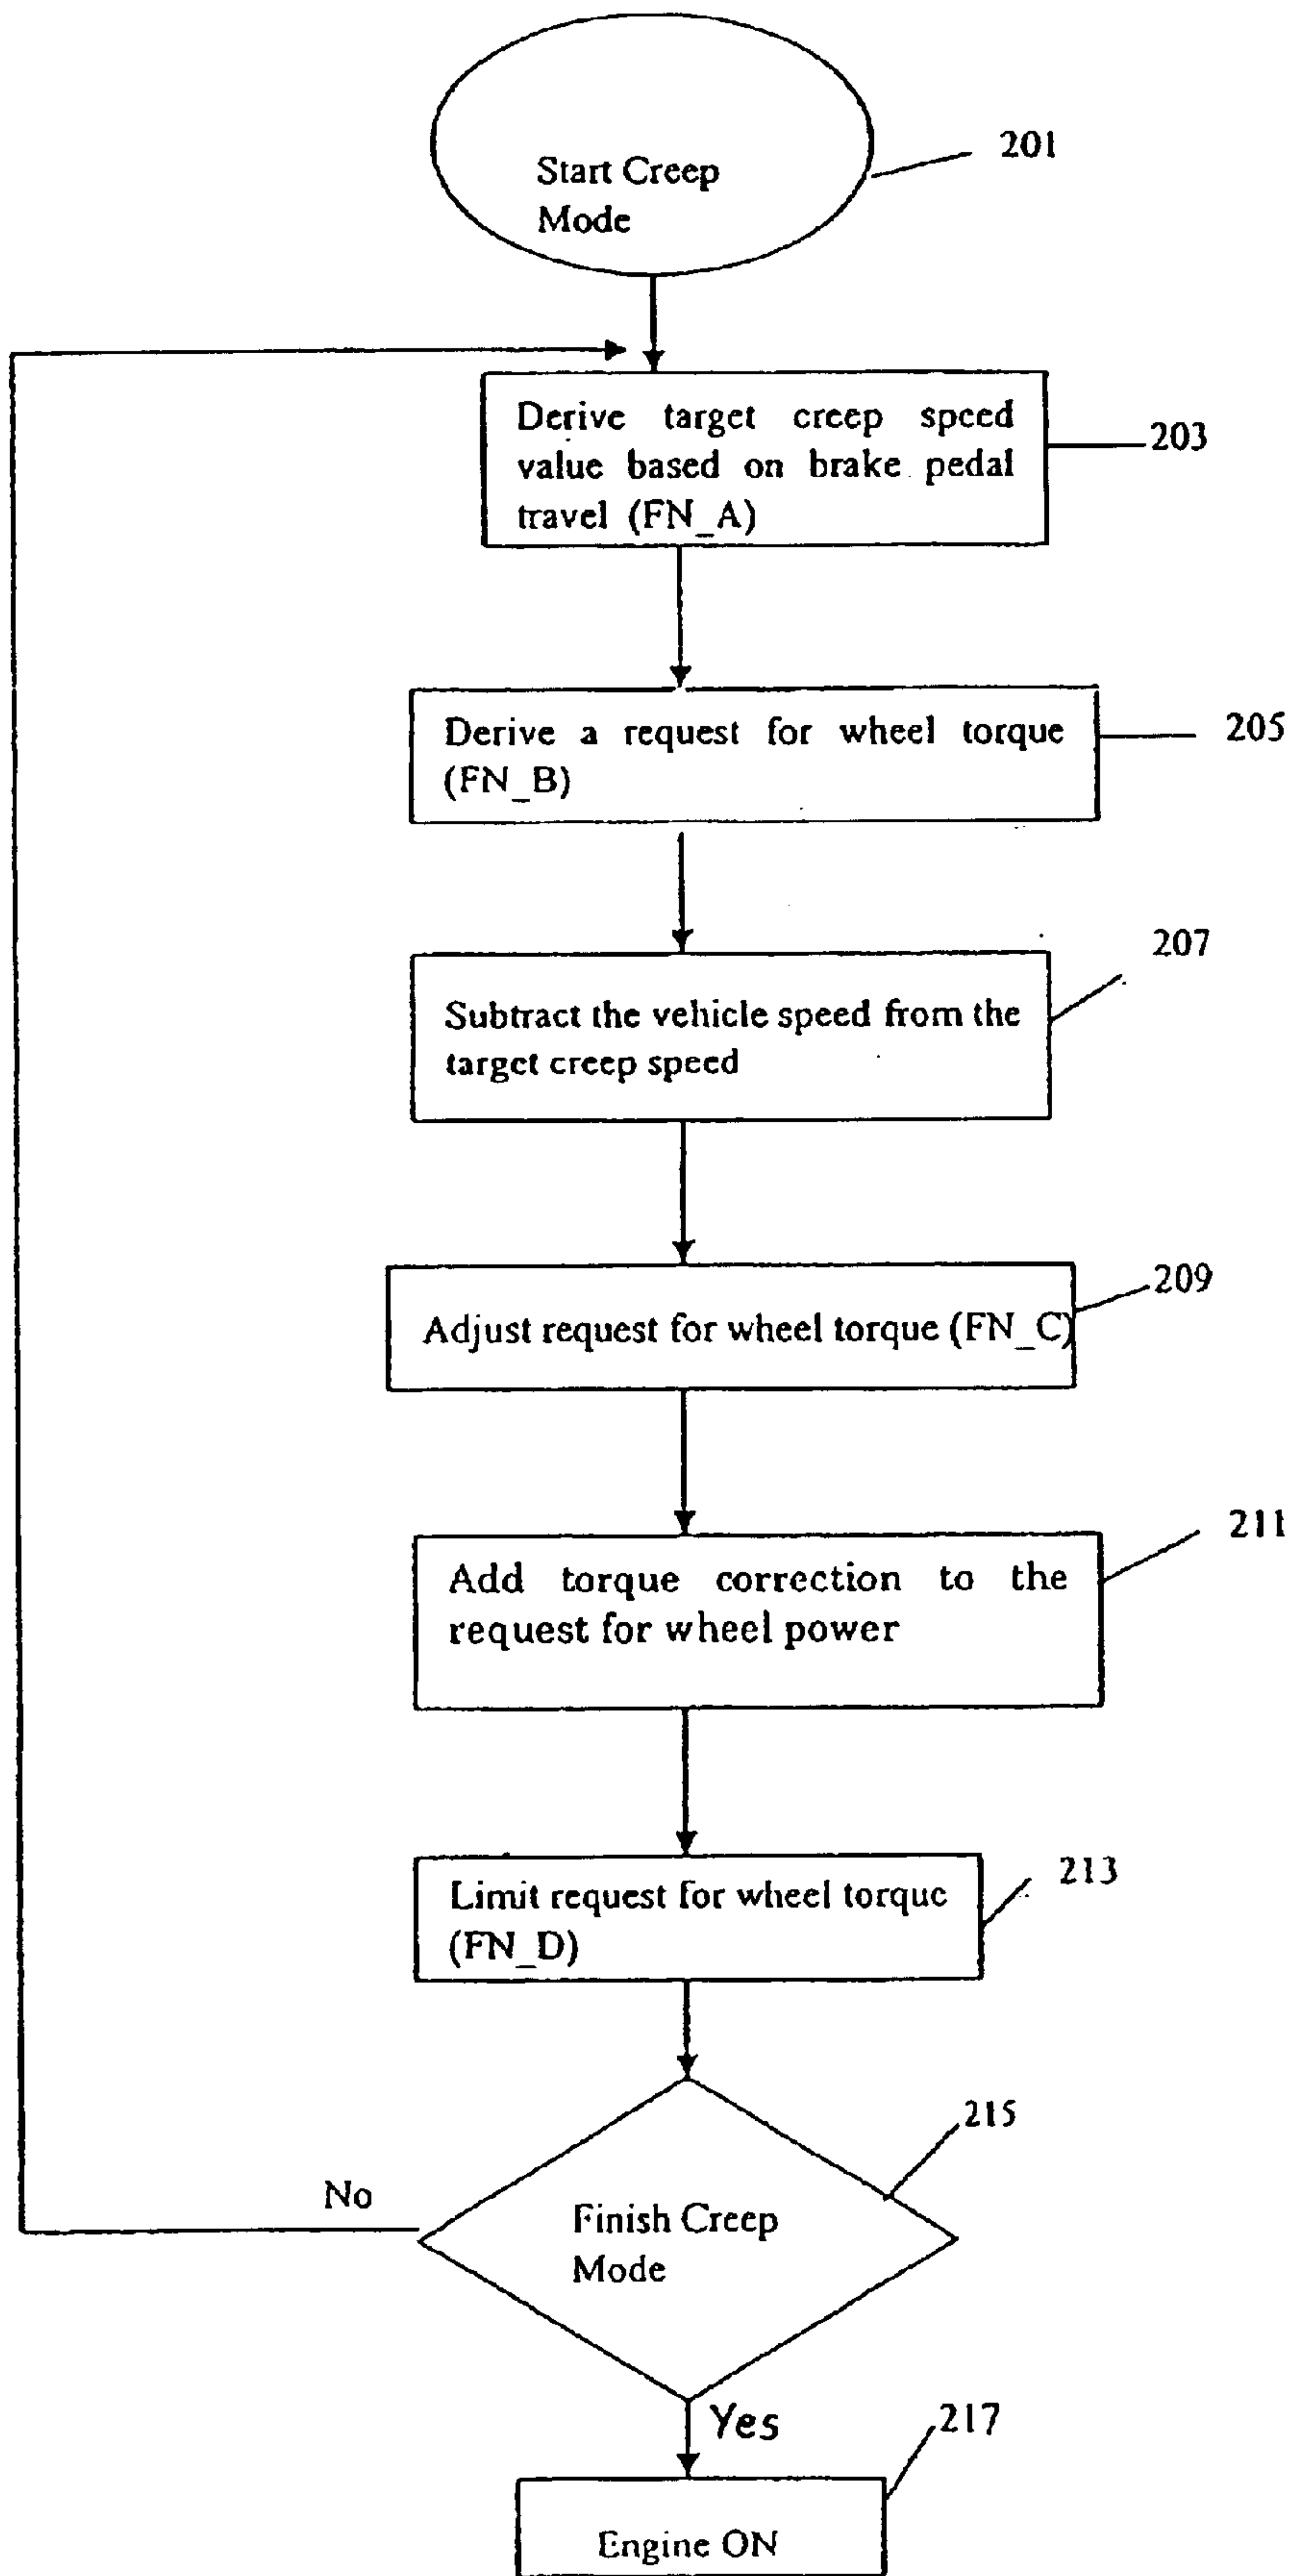 Start Creep
Mode
201
Derive target creep speed
value based on brake pedal
travel (FN_A)
203
Derive a request for wheel torque
(FN_B)
205
207
Subtract the vehicle speed from the
target creep speed
209
Adjust request for wheel torque (FN_C)
211
Add torque correction to the
request for wheel power
213
Limit request for wheel torque
(FN_D)
215
No
Finish Creep
Mode
Yes
217
Engine ON